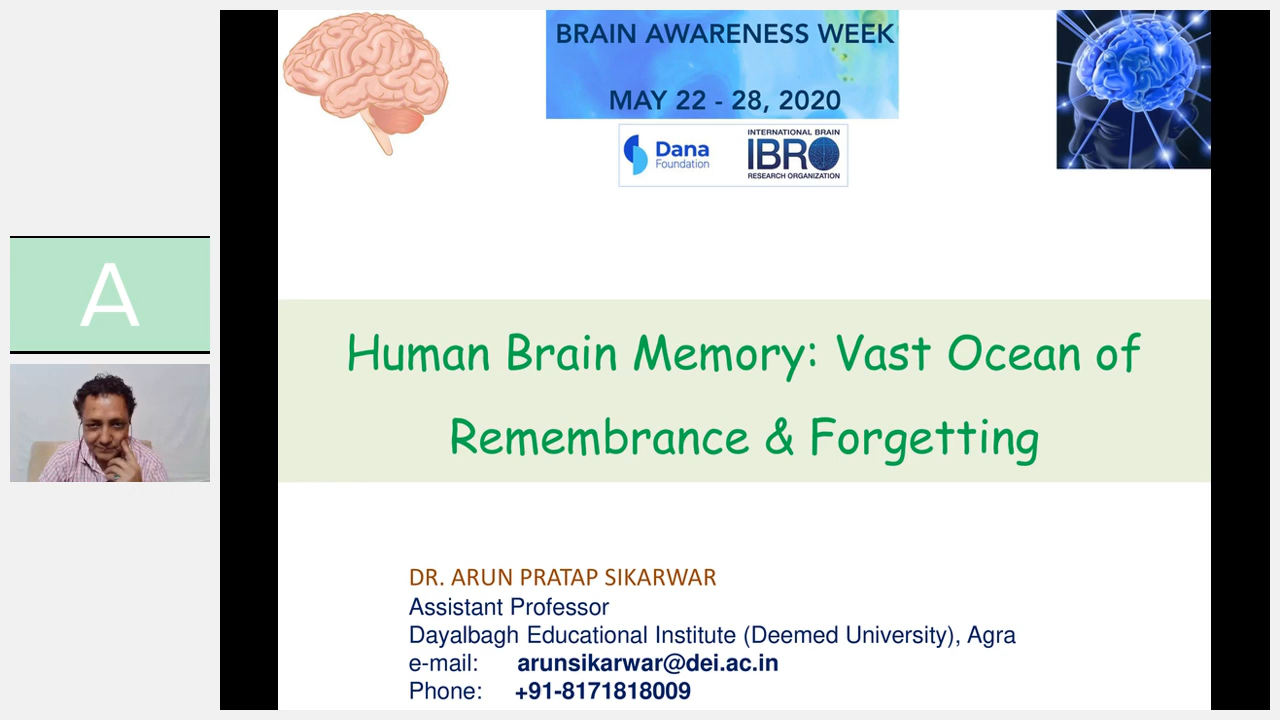 BRAIN AWARENESS WEEK
MAY 22 - 28, 2020
Dana
Foundation
INTERNATIONAL BRAIN
IBRO
RESEARCH ORGANIZATION
A
Human Brain Memory: Vast Ocean of
Remembrance & Forgetting
DR. ARUN PRATAP SIKARWAR
Assistant Professor
Dayalbagh Educational Institute (Deemed University), Agra
e-mail: arunsikarwar@dei.ac.in
Phone: +91-8171818009